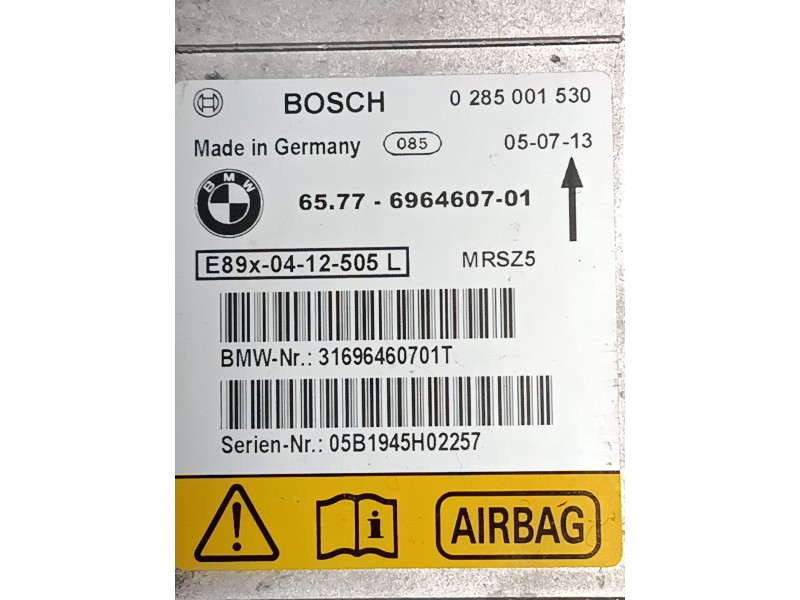 BOSCH 0 285 001 530
Made in Germany 085 05-07-13
BMW 65.77 - 6964607-01
E89x-04-12-505 L MRSZ5
BMW-Nr.: 31696460701T
Serien-Nr.: 05B1945H02257
! i AIRBAG